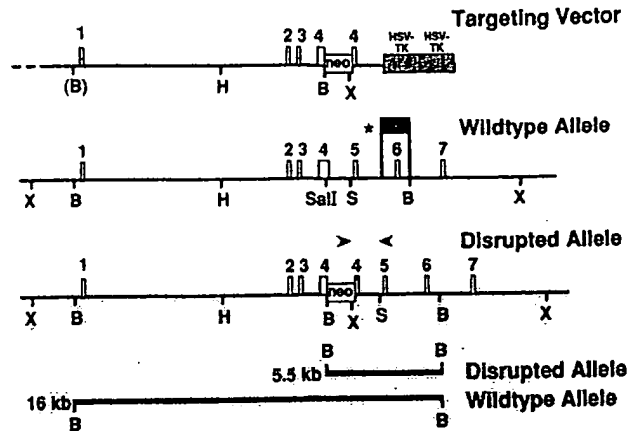 Targeting Vector
HSV-TK HSV-TK
1 2 3 4 neo 4
(B) H B X
* Wildtype Allele
1 2 3 4 5 6 7
X B H SalI S B X
Disrupted Allele
1 2 3 4 neo 4 5 6 7
X B H B X S B X
B B
5.5 kb Disrupted Allele
16 kb Wildtype Allele
B B